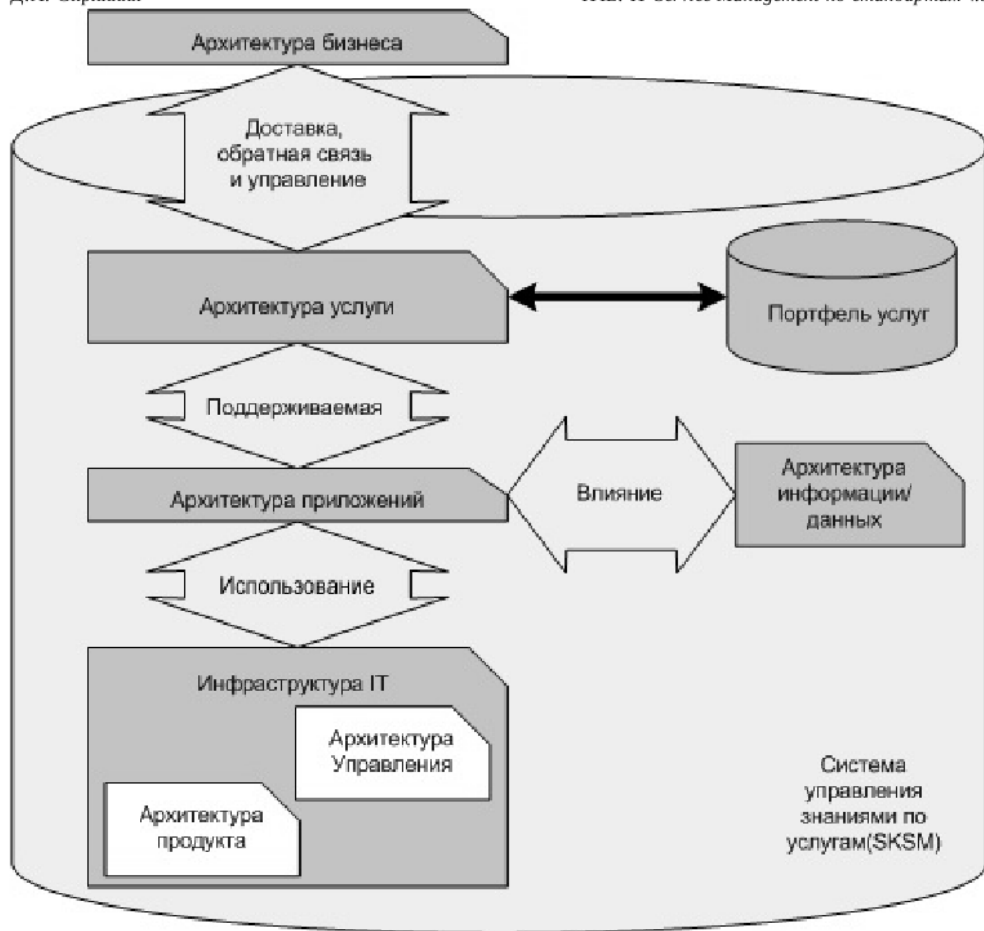 Архитектура бизнеса
Доставка,
обратная связь
и управление
Архитектура услуги
Портфель услуг
Поддерживаемая
Архитектура приложений
Влияние
Архитектура
информации/
данных
Использование
Инфраструктура IT
Архитектура
Управления
Архитектура
продукта
Система
управления
знаниями по
услугам(SKSM)